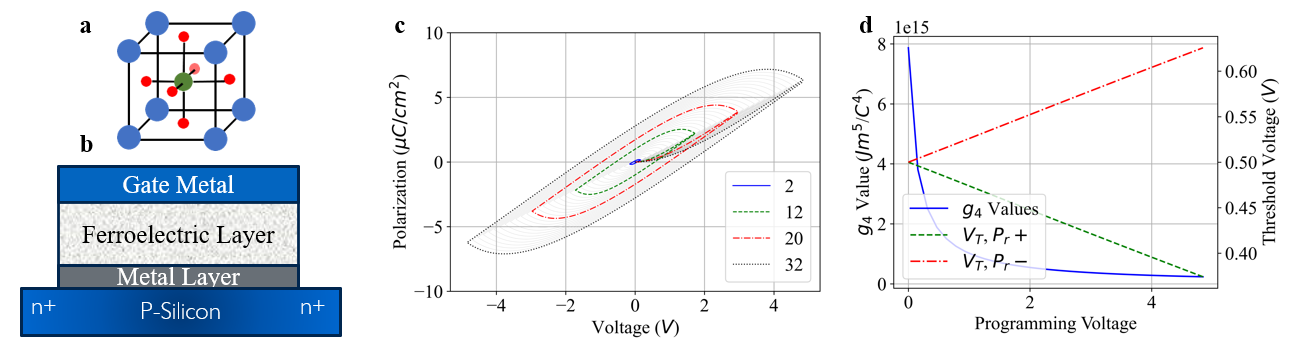 a
b
Gate Metal
Ferroelectric Layer
Metal Layer
n+ P-Silicon n+
c
10
5
0
−5
−10
Polarization (μC/cm²)
−4 −2 0 2 4
Voltage (V)
2
12
20
32
d
1e15
8
6
4
2
0
g₄ Value (Jm⁵/C⁴)
0.60
0.55
0.50
0.45
0.40
Threshold Voltage (V)
g₄ Values
V_T, P_r +
V_T, P_r −
0 2 4
Programming Voltage